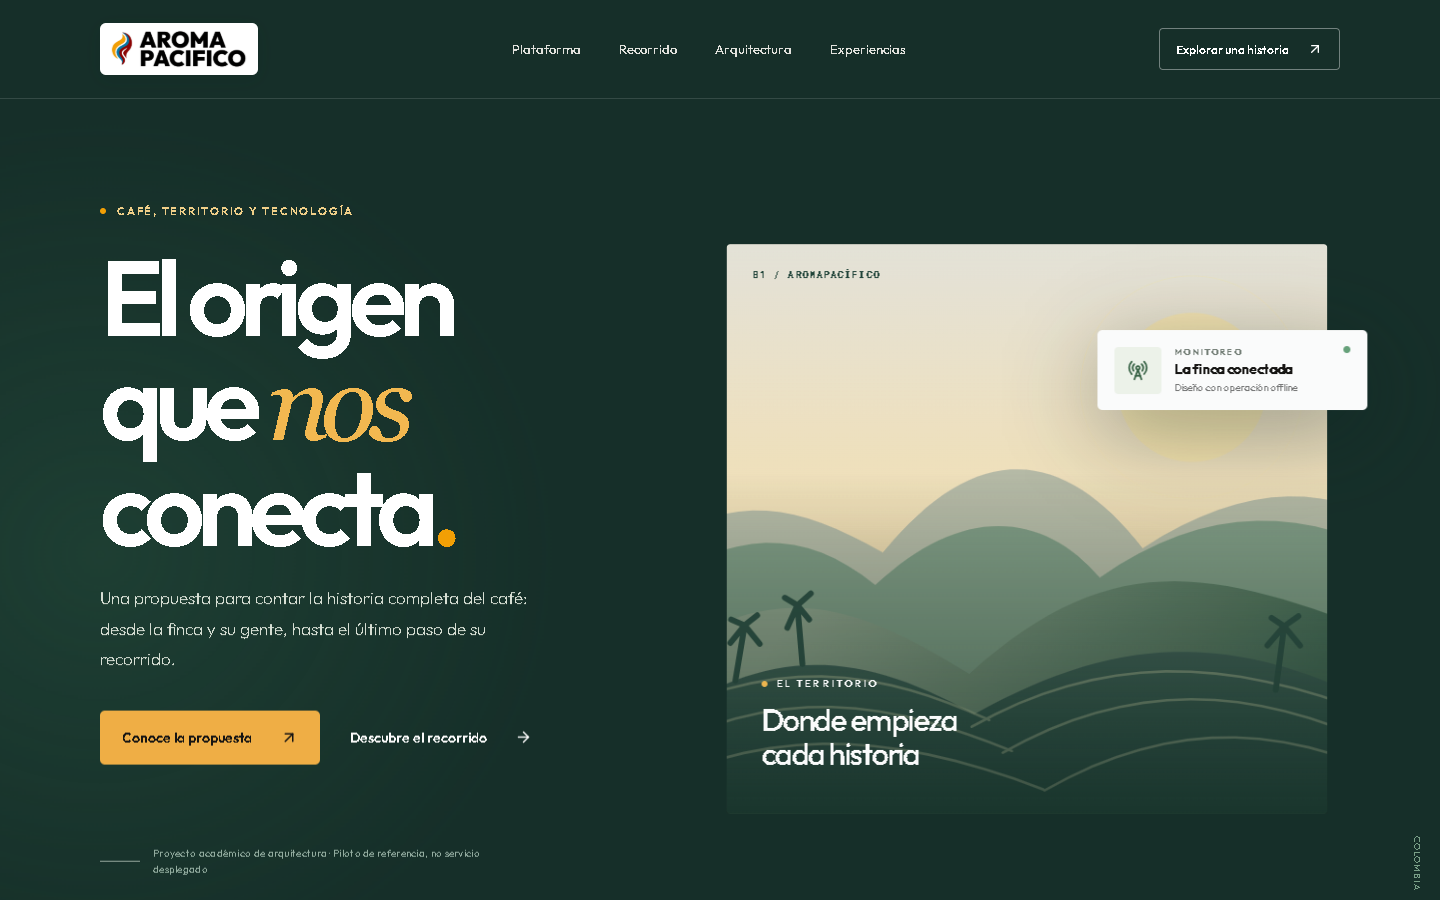 AROMA
PACIFICO
Plataforma
Recorrido
Arquitectura
Experiencias
Explorar una historia
CAFÉ, TERRITORIO Y TECNOLOGÍA
El origen
que nos
conecta.
Una propuesta para contar la historia completa del café:
desde la finca y su gente, hasta el último paso de su
recorrido.
Conoce la propuesta
Descubre el recorrido
Proyecto académico de arquitectura · Piloto de referencia, no servicio
desplegado
01 / AROMAPACÍFICO
MONITOREO
La finca conectada
Diseño con operación offline
EL TERRITORIO
Donde empieza
cada historia
COLOMBIA